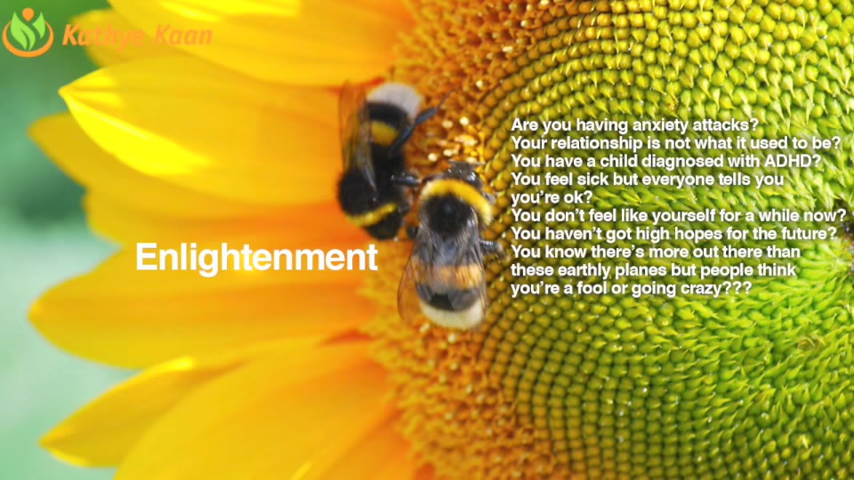 Kathye Kaan
Enlightenment
Are you having anxiety attacks?
Your relationship is not what it used to be?
You have a child diagnosed with ADHD?
You feel sick but everyone tells you
you're ok?
You don't feel like yourself for a while now?
You haven't got high hopes for the future?
You know there's more out there than
these earthly planes but people think
you're a fool or going crazy???